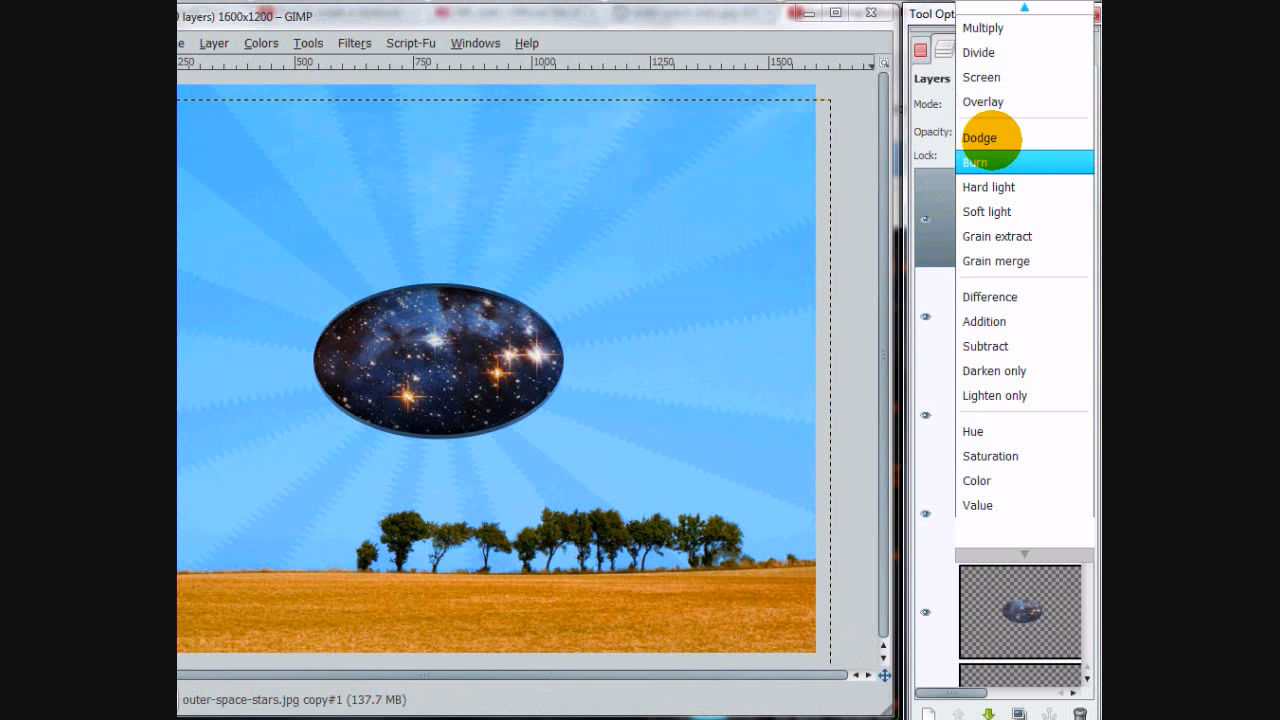 ) layers) 1600x1200 – GIMP
e Layer Colors Tools Filters Script-Fu Windows Help
250 500 750 1000 1250 1500
outer-space-stars.jpg copy#1 (137.7 MB)
Tool Opt
Layers
Mode:
Opacity:
Lock:
Multiply
Divide
Screen
Overlay
Dodge
Burn
Hard light
Soft light
Grain extract
Grain merge
Difference
Addition
Subtract
Darken only
Lighten only
Hue
Saturation
Color
Value